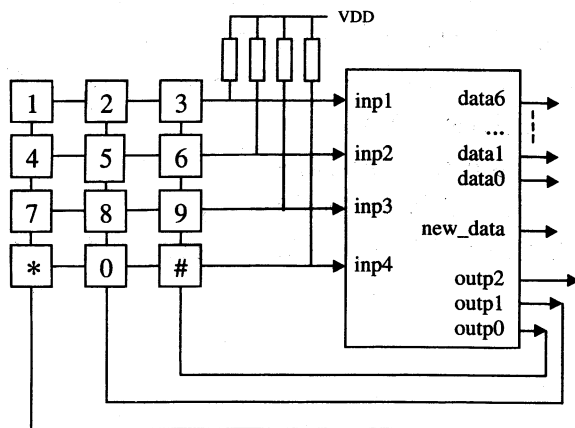 VDD
1 2 3 inp1 data6
...
4 5 6 inp2 data1
data0
7 8 9 inp3
new_data
* 0 # inp4
outp2
outp1
outp0